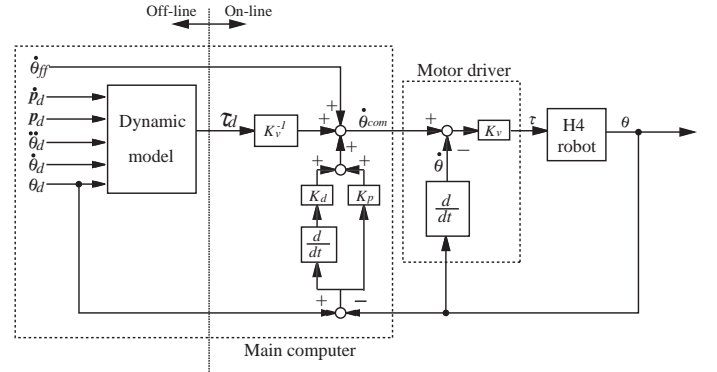 Off-line On-line
θ̇ff
Motor driver
p̈d
pd
θ̈d
θ̇d
θd
Dynamic
model
τd
Kv⁻¹
+
+
+
θ̇com
+
−
Kv
τ
H4
robot
θ
θ̇
+
+
Kd
Kp
d
dt
d
dt
+
−
Main computer